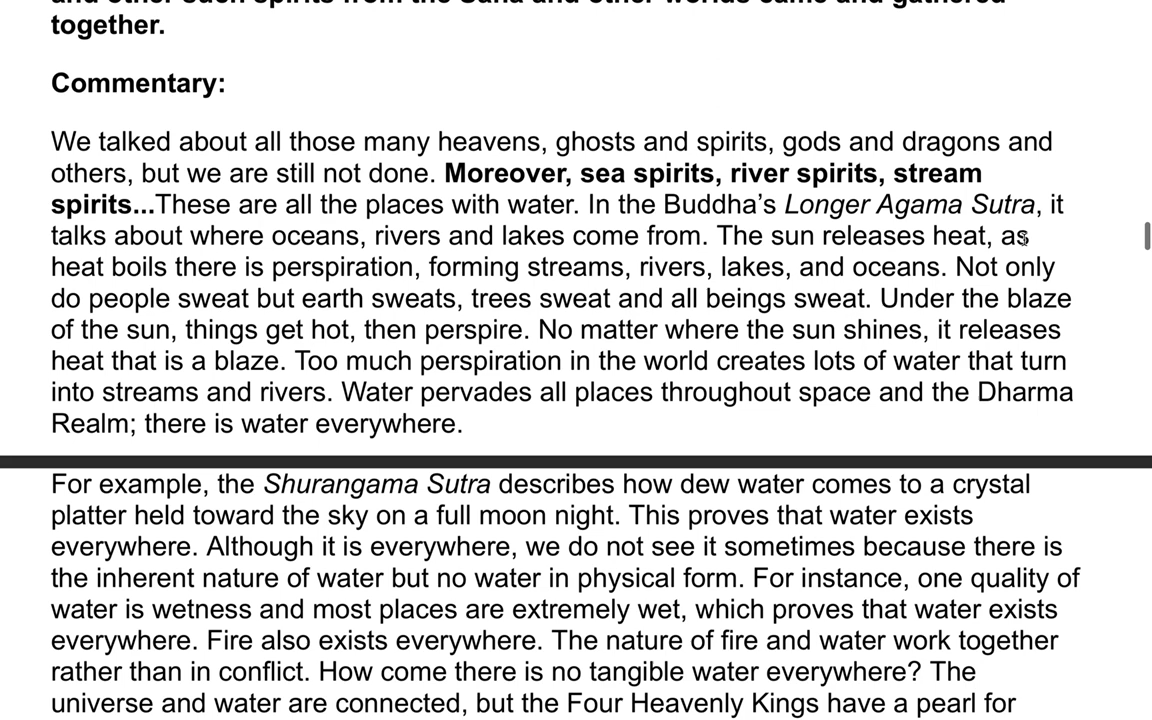 together.
Commentary:
We talked about all those many heavens, ghosts and spirits, gods and dragons and
others, but we are still not done. Moreover, sea spirits, river spirits, stream
spirits...These are all the places with water. In the Buddha’s Longer Agama Sutra, it
talks about where oceans, rivers and lakes come from. The sun releases heat, as
heat boils there is perspiration, forming streams, rivers, lakes, and oceans. Not only
do people sweat but earth sweats, trees sweat and all beings sweat. Under the blaze
of the sun, things get hot, then perspire. No matter where the sun shines, it releases
heat that is a blaze. Too much perspiration in the world creates lots of water that turn
into streams and rivers. Water pervades all places throughout space and the Dharma
Realm; there is water everywhere.
For example, the Shurangama Sutra describes how dew water comes to a crystal
platter held toward the sky on a full moon night. This proves that water exists
everywhere. Although it is everywhere, we do not see it sometimes because there is
the inherent nature of water but no water in physical form. For instance, one quality of
water is wetness and most places are extremely wet, which proves that water exists
everywhere. Fire also exists everywhere. The nature of fire and water work together
rather than in conflict. How come there is no tangible water everywhere? The
universe and water are connected, but the Four Heavenly Kings have a pearl for